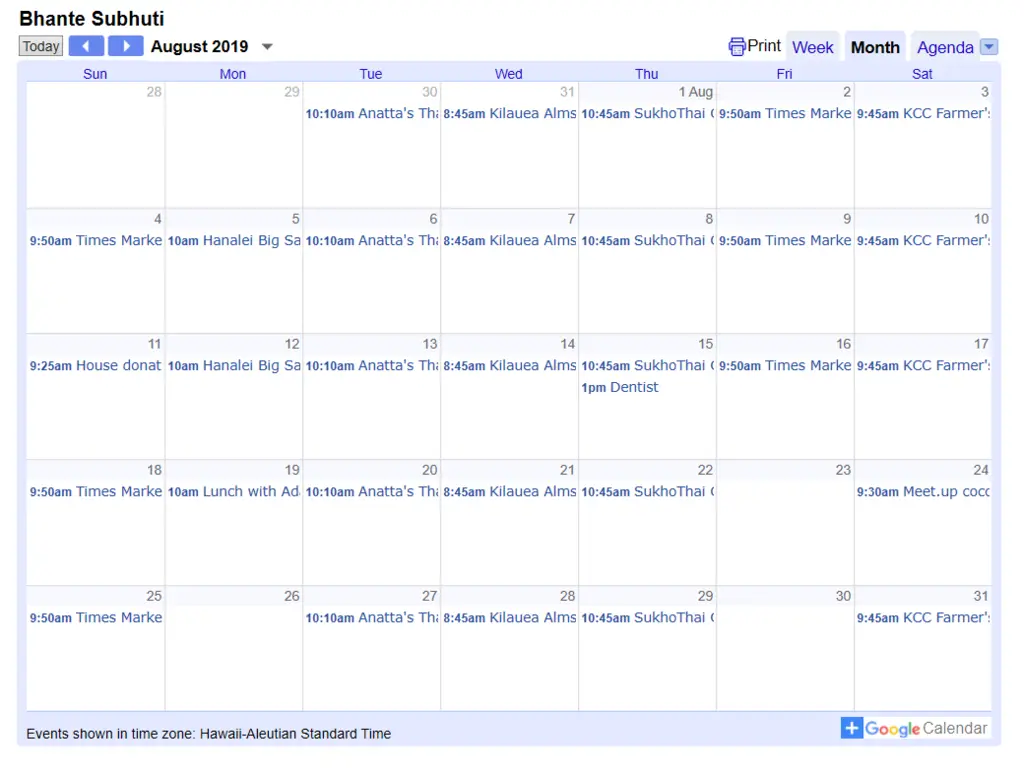 Bhante Subhuti
Today August 2019 Print Week Month Agenda
Sun Mon Tue Wed Thu Fri Sat
28 29 30 31 1 Aug 2 3
10:10am Anatta's Tha 8:45am Kilauea Alms 10:45am SukhoThai 9:50am Times Marke 9:45am KCC Farmer's
4 5 6 7 8 9 10
9:50am Times Marke 10am Hanalei Big Sa 10:10am Anatta's Tha 8:45am Kilauea Alms 10:45am SukhoThai 9:50am Times Marke 9:45am KCC Farmer's
11 12 13 14 15 16 17
9:25am House donat 10am Hanalei Big Sa 10:10am Anatta's Tha 8:45am Kilauea Alms 10:45am SukhoThai 9:50am Times Marke 9:45am KCC Farmer's
1pm Dentist
18 19 20 21 22 23 24
9:50am Times Marke 10am Lunch with Ada 10:10am Anatta's Tha 8:45am Kilauea Alms 10:45am SukhoThai 9:30am Meet.up coco
25 26 27 28 29 30 31
9:50am Times Marke 10:10am Anatta's Tha 8:45am Kilauea Alms 10:45am SukhoThai 9:45am KCC Farmer's
Events shown in time zone: Hawaii-Aleutian Standard Time
Google Calendar